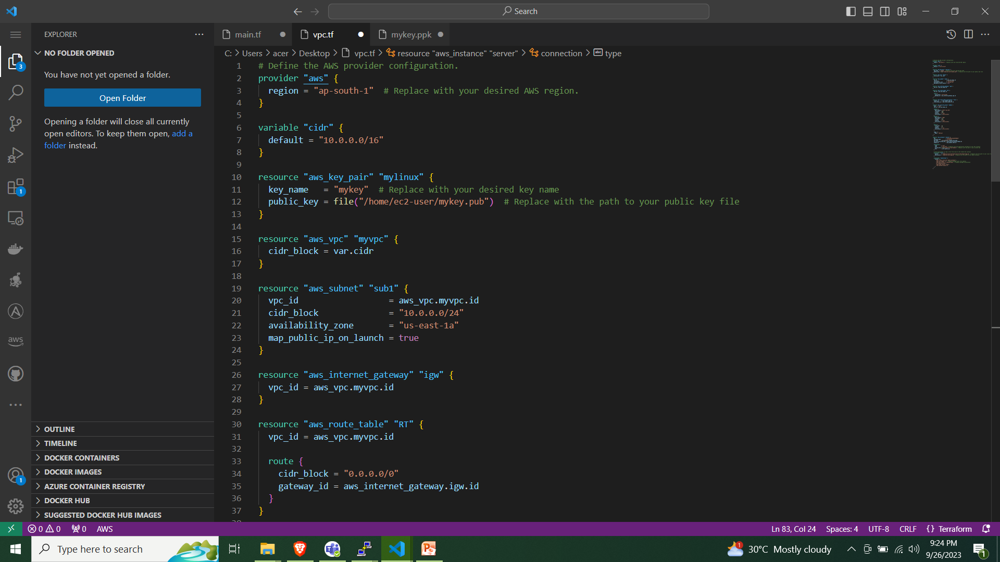 Search
EXPLORER
NO FOLDER OPENED
You have not yet opened a folder.
Open Folder
Opening a folder will close all currently
open editors. To keep them open, add a
folder instead.
OUTLINE
TIMELINE
DOCKER CONTAINERS
DOCKER IMAGES
AZURE CONTAINER REGISTRY
DOCKER HUB
SUGGESTED DOCKER HUB IMAGES
3
1
aws
1
main.tf
vpc.tf
mykey.ppk
C: > Users > acer > Desktop > vpc.tf > resource "aws_instance" "server" > connection > abc type
1 # Define the AWS provider configuration.
2 provider "aws" {
3   region = "ap-south-1"  # Replace with your desired AWS region.
4 }
5
6 variable "cidr" {
7   default = "10.0.0.0/16"
8 }
9
10 resource "aws_key_pair" "mylinux" {
11   key_name   = "mykey"  # Replace with your desired key name
12   public_key = file("/home/ec2-user/mykey.pub")  # Replace with the path to your public key file
13 }
14
15 resource "aws_vpc" "myvpc" {
16   cidr_block = var.cidr
17 }
18
19 resource "aws_subnet" "sub1" {
20   vpc_id                  = aws_vpc.myvpc.id
21   cidr_block              = "10.0.0.0/24"
22   availability_zone       = "us-east-1a"
23   map_public_ip_on_launch = true
24 }
25
26 resource "aws_internet_gateway" "igw" {
27   vpc_id = aws_vpc.myvpc.id
28 }
29
30 resource "aws_route_table" "RT" {
31   vpc_id = aws_vpc.myvpc.id
32
33   route {
34     cidr_block = "0.0.0.0/0"
35     gateway_id = aws_internet_gateway.igw.id
36   }
37 }
0 0 0 AWS
Ln 83, Col 24 Spaces: 4 UTF-8 CRLF {} Terraform
Type here to search
1
30°C Mostly cloudy
9:24 PM
9/26/2023
1